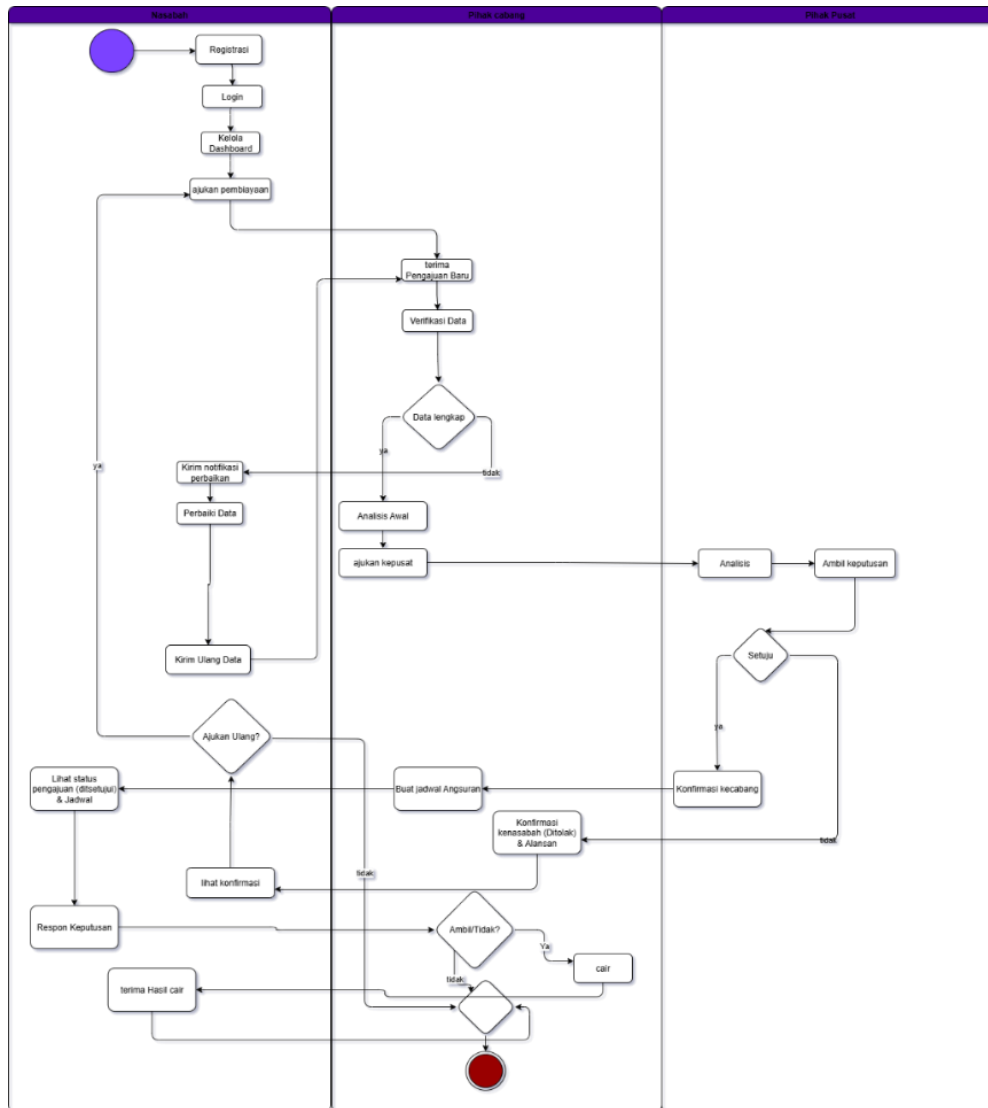 Nasabah
Pihak cabang
Pihak Pusat
Registrasi
Login
Kelola
Dashboard
ajukan pembiayaan
terima
Pengajuan Baru
Verifikasi Data
Data lengkap
ya
tidak
Kirim notifikasi
perbaikan
Perbaiki Data
Analisis Awal
ajukan kepusat
Analisis
Ambil keputusan
Kirim Ulang Data
Setuju
ya
tidak
Ajukan Ulang?
ya
tidak
Lihat status
pengajuan (ditsetujui)
& Jadwal
Buat jadwal Angsuran
Konfirmasi kecabang
Konfirmasi
kenasabah (Ditolak)
& Alansan
lihat konfirmasi
Respon Keputusan
Ambil/Tidak?
Ya
tidak
cair
terima Hasil cair